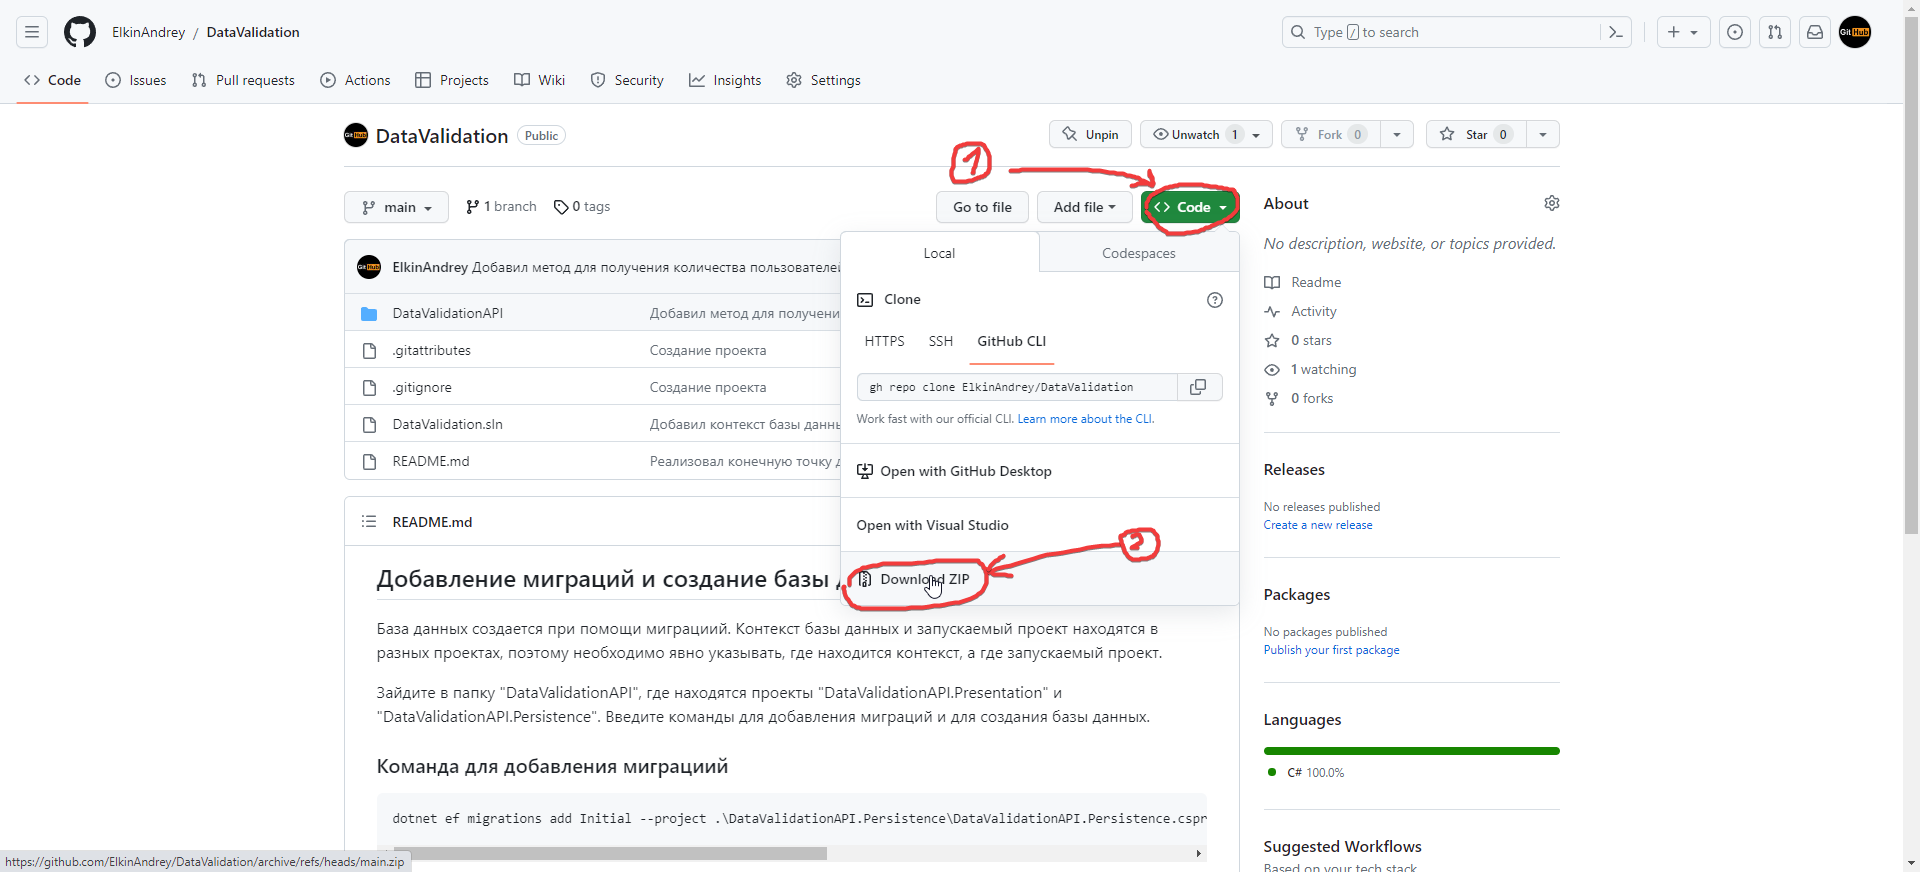 ElkinAndrey / DataValidation
Type / to search
Git Hub
Code
Issues
Pull requests
Actions
Projects
Wiki
Security
Insights
Settings
Git Hub
DataValidation
Public
Unpin
Unwatch 1
Fork 0
Star 0
1
main
1 branch
0 tags
Go to file
Add file
Code
Git Hub
ElkinAndrey Добавил метод для получения количества пользователей
DataValidationAPI
Добавил метод для получени
.gitattributes
Создание проекта
.gitignore
Создание проекта
DataValidation.sln
Добавил контекст базы данны
README.md
Реализовал конечную точку д
Local
Codespaces
Clone
HTTPS
SSH
GitHub CLI
gh repo clone ElkinAndrey/DataValidation
Work fast with our official CLI. Learn more about the CLI.
Open with GitHub Desktop
Open with Visual Studio
2
Download ZIP
README.md
Добавление миграций и создание базы д
База данных создается при помощи миграциий. Контекст базы данных и запускаемый проект находятся в
разных проектах, поэтому необходимо явно указывать, где находится контекст, а где запускаемый проект.
Зайдите в папку "DataValidationAPI", где находятся проекты "DataValidationAPI.Presentation" и
"DataValidationAPI.Persistence". Введите команды для добавления миграций и для создания базы данных.
Команда для добавления миграциий
dotnet ef migrations add Initial --project .\DataValidationAPI.Persistence\DataValidationAPI.Persistence.cspr
About
No description, website, or topics provided.
Readme
Activity
0 stars
1 watching
0 forks
Releases
No releases published
Create a new release
Packages
No packages published
Publish your first package
Languages
C# 100.0%
Suggested Workflows
Based on your tech stack
https://github.com/ElkinAndrey/DataValidation/archive/refs/heads/main.zip